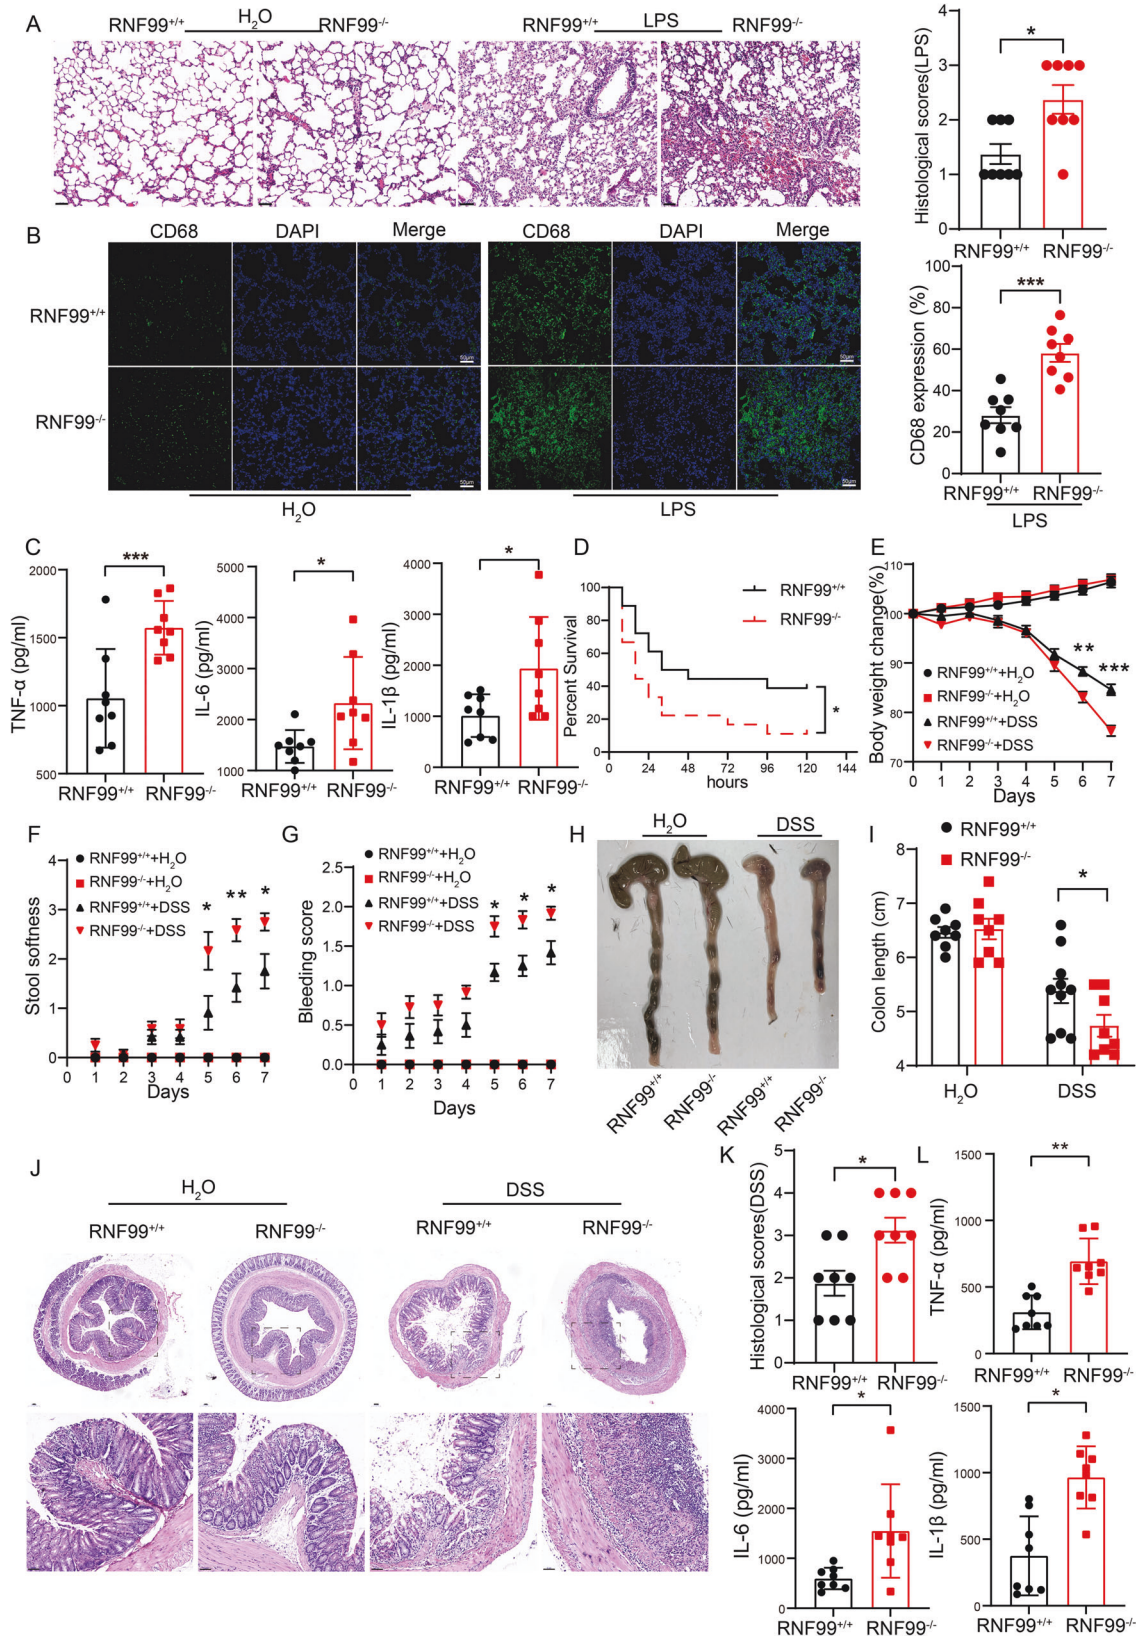 A
H2O
RNF99+/+ RNF99-/-
LPS
RNF99+/+ RNF99-/-
Histological scores(LPS)
4
3
2
1
0
*
RNF99+/+ RNF99-/-
B
CD68 DAPI Merge CD68 DAPI Merge
RNF99+/+
50μm 50μm
RNF99-/-
50μm 50μm
H2O LPS
CD68 expression (%)
100
80
60
40
20
0
***
RNF99+/+ RNF99-/-
LPS
C
TNF-α (pg/ml)
2000
1500
1000
500
***
RNF99+/+ RNF99-/-
IL-6 (pg/ml)
5000
4000
3000
2000
1000
*
RNF99+/+ RNF99-/-
IL-1β (pg/ml)
4000
3000
2000
1000
0
*
RNF99+/+ RNF99-/-
D
Percent Survival
100
80
60
40
20
0
RNF99+/+
RNF99-/-
*
0 24 48 72 96 120 144
hours
E
Body weight change(%)
110
100
90
80
70
RNF99+/++H2O
RNF99-/-+H2O
RNF99+/++DSS
RNF99-/-+DSS
**
***
0 1 2 3 4 5 6 7
Days
F
Stool softness
4
3
2
1
0
RNF99+/++H2O
RNF99-/-+H2O
RNF99+/++DSS
RNF99-/-+DSS
* ** *
0 1 2 3 4 5 6 7
Days
G
Bleeding score
2.5
2.0
1.5
1.0
0.5
0.0
RNF99+/++H2O
RNF99-/-+H2O
RNF99+/++DSS
RNF99-/-+DSS
* * *
0 1 2 3 4 5 6 7
Days
H
H2O DSS
RNF99+/+ RNF99-/- RNF99+/+ RNF99-/-
I
RNF99+/+
RNF99-/-
Colon length (cm)
8
7
6
5
4
*
H2O DSS
J
H2O DSS
RNF99+/+ RNF99-/- RNF99+/+ RNF99-/-
K
Histological scores(DSS)
5
4
3
2
1
0
*
RNF99+/+ RNF99-/-
L
TNF-α (pg/ml)
1500
1000
500
0
**
RNF99+/+ RNF99-/-
IL-6 (pg/ml)
4000
3000
2000
1000
0
*
RNF99+/+ RNF99-/-
IL-1β (pg/ml)
1500
1000
500
0
*
RNF99+/+ RNF99-/-